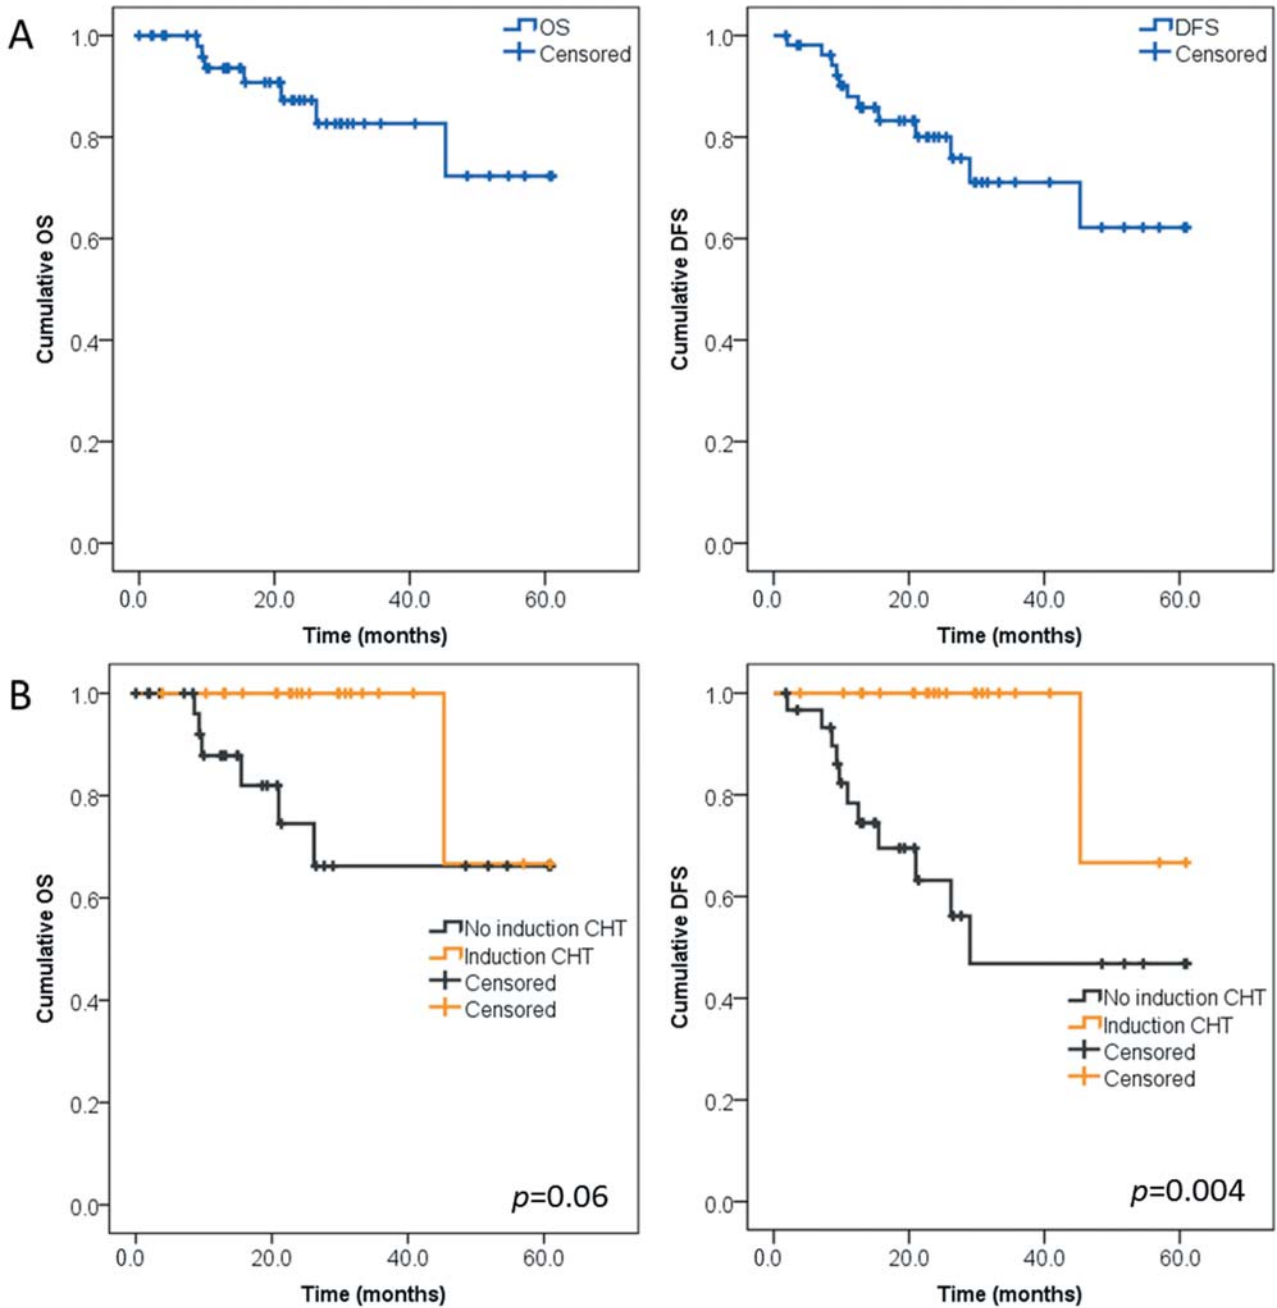 A
OS
Censored
1.0
0.8
0.6
0.4
0.2
0.0
Cumulative OS
0.0 20.0 40.0 60.0
Time (months)
DFS
Censored
1.0
0.8
0.6
0.4
0.2
0.0
Cumulative DFS
0.0 20.0 40.0 60.0
Time (months)
B
1.0
0.8
0.6
0.4
0.2
0.0
Cumulative OS
No induction CHT
Induction CHT
Censored
Censored
p=0.06
0.0 20.0 40.0 60.0
Time (months)
1.0
0.8
0.6
0.4
0.2
0.0
Cumulative DFS
No induction CHT
Induction CHT
Censored
Censored
p=0.004
0.0 20.0 40.0 60.0
Time (months)